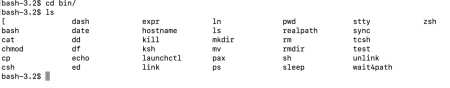 bash-3.2$ cd bin/
bash-3.2$ ls
[ dash expr ln pwd stty zsh
bash date hostname ls realpath sync
cat dd kill mkdir rm tcsh
chmod df ksh mv rmdir test
cp echo launchctl pax sh unlink
csh ed link ps sleep wait4path
bash-3.2$